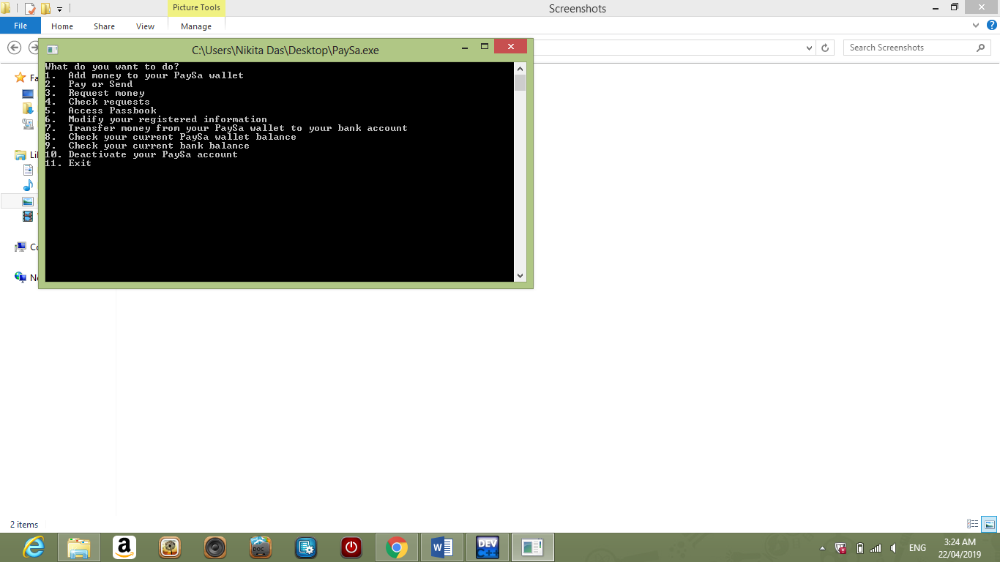 Picture Tools
Screenshots
File
Home
Share
View
Manage
C:\Users\Nikita Das\Desktop\PaySa.exe
Search Screenshots
What do you want to do?
1.  Add money to your PaySa wallet
2.  Pay or Send
3.  Request money
4.  Check requests
5.  Access Passbook
6.  Modify your registered information
7.  Transfer money from your PaySa wallet to your bank account
8.  Check your current PaySa wallet balance
9.  Check your current bank balance
10. Deactivate your PaySa account
11. Exit
Fa
Li
Co
Ne
2 items
DOC
DEV
C++
ENG
3:24 AM
22/04/2019